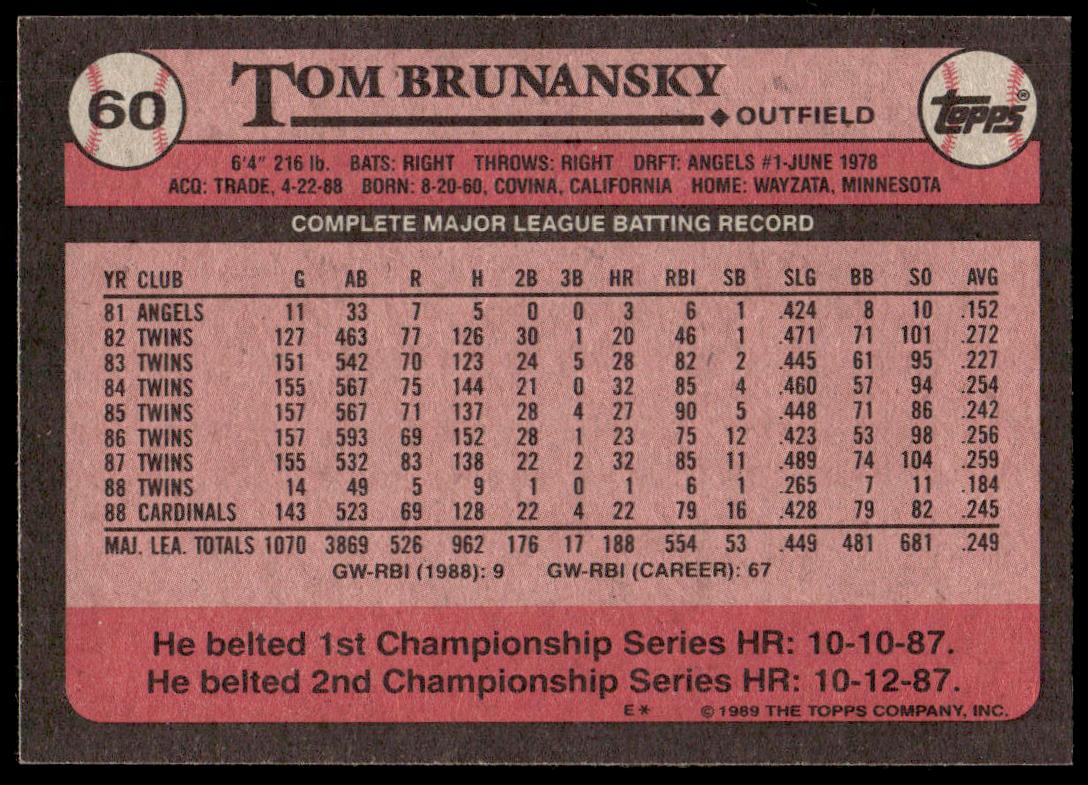 60
TOM BRUNANSKY
◆ OUTFIELD
TOPPS®
6'4" 216 lb. BATS: RIGHT THROWS: RIGHT DRFT: ANGELS #1-JUNE 1978
ACQ: TRADE, 4-22-88 BORN: 8-20-60, COVINA, CALIFORNIA HOME: WAYZATA, MINNESOTA
COMPLETE MAJOR LEAGUE BATTING RECORD
YR CLUB G AB R H 2B 3B HR RBI SB SLG BB SO AVG
81 ANGELS 11 33 7 5 0 0 3 6 1 .424 8 10 .152
82 TWINS 127 463 77 126 30 1 20 46 1 .471 71 101 .272
83 TWINS 151 542 70 123 24 5 28 82 2 .445 61 95 .227
84 TWINS 155 567 75 144 21 0 32 85 4 .460 57 94 .254
85 TWINS 157 567 71 137 28 4 27 90 5 .448 71 86 .242
86 TWINS 157 593 69 152 28 1 23 75 12 .423 53 98 .256
87 TWINS 155 532 83 138 22 2 32 85 11 .489 74 104 .259
88 TWINS 14 49 5 9 1 0 1 6 1 .265 7 11 .184
88 CARDINALS 143 523 69 128 22 4 22 79 16 .428 79 82 .245
MAJ. LEA. TOTALS 1070 3869 526 962 176 17 188 554 53 .449 481 681 .249
GW-RBI (1988): 9 GW-RBI (CAREER): 67
He belted 1st Championship Series HR: 10-10-87.
He belted 2nd Championship Series HR: 10-12-87.
E* © 1989 THE TOPPS COMPANY, INC.